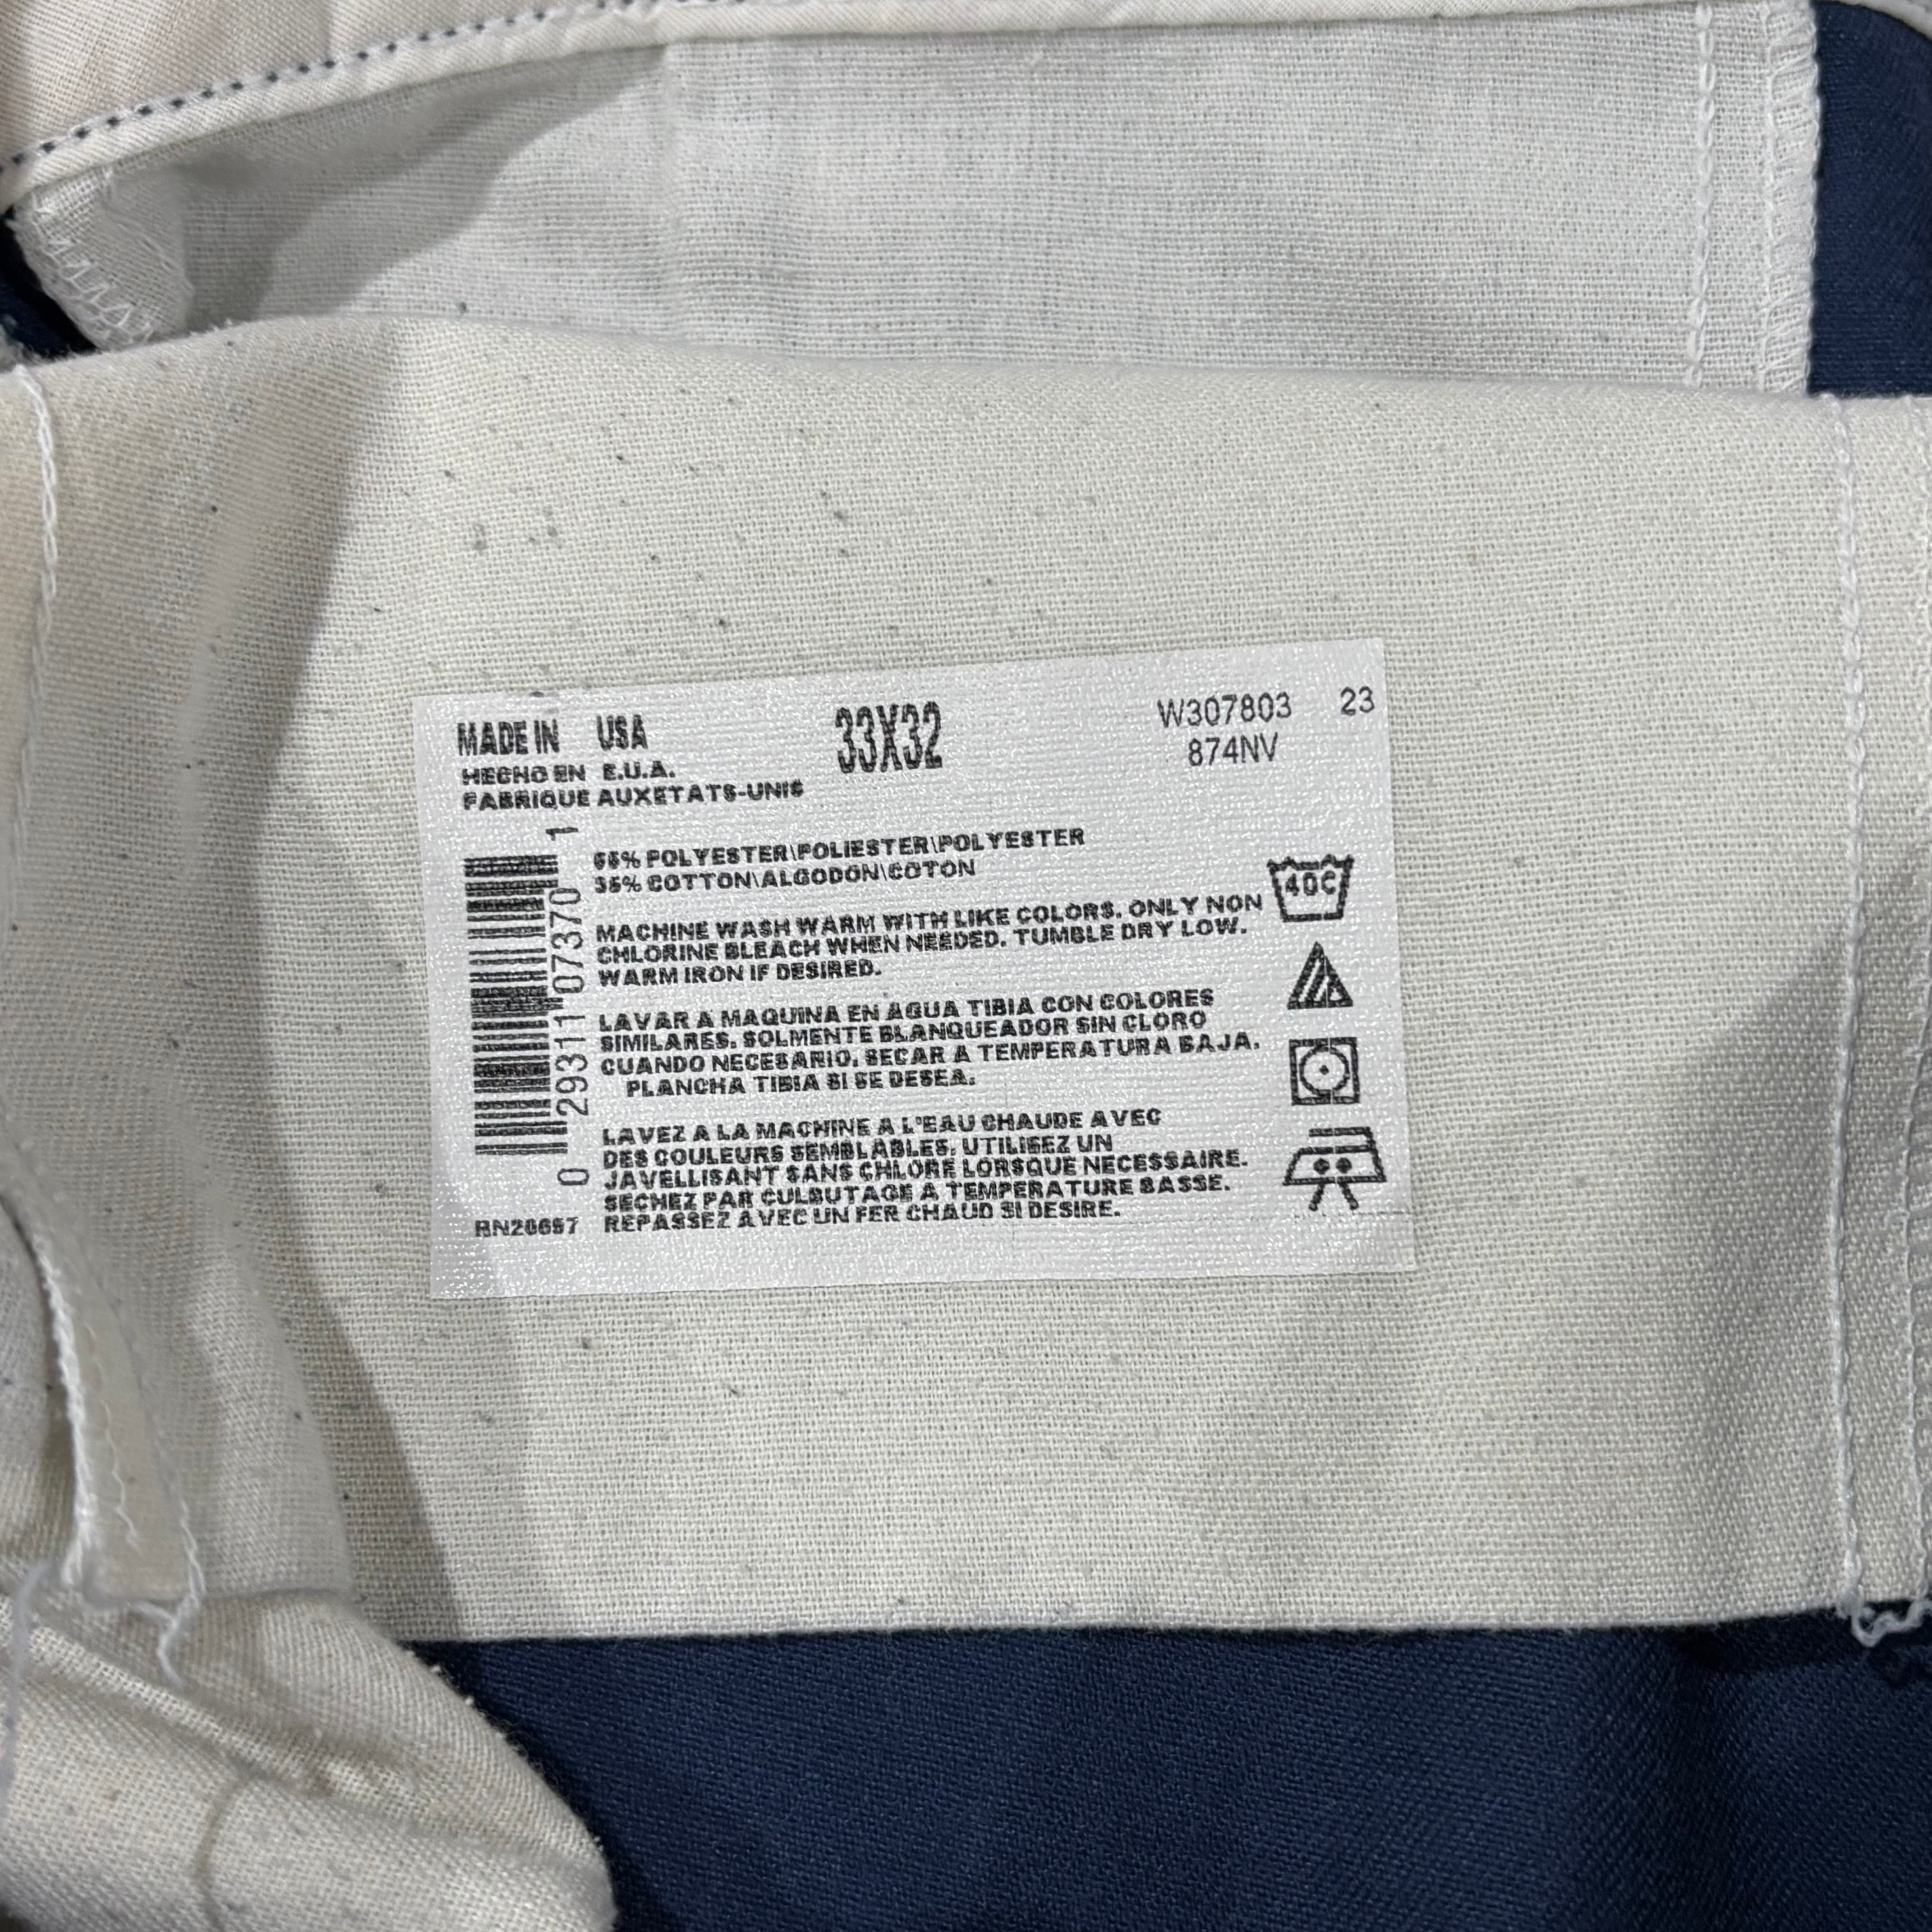 MADE IN USA 33X32 W307803 23
HECHO EN E.U.A. 874NV
FABRIQUE AUXETATS-UNIS
65% POLYESTER\POLIESTER\POLYESTER
35% COTTON\ALGODON\COTON
MACHINE WASH WARM WITH LIKE COLORS. ONLY NON
CHLORINE BLEACH WHEN NEEDED. TUMBLE DRY LOW.
WARM IRON IF DESIRED.
40C
LAVAR A MAQUINA EN AGUA TIBIA CON COLORES
SIMILARES. SOLMENTE BLANQUEADOR SIN CLORO
CUANDO NECESARIO. SECAR A TEMPERATURA BAJA.
PLANCHA TIBIA SI SE DESEA.
LAVEZ A LA MACHINE A L'EAU CHAUDE AVEC
DES COULEURS SEMBLABLES. UTILISEZ UN
JAVELLISANT SANS CHLORE LORSQUE NECESSAIRE.
SECHEZ PAR CULBUTAGE A TEMPERATURE BASSE.
REPASSEZ AVEC UN FER CHAUD SI DESIRE.
0 29311 07370 1
RN20697